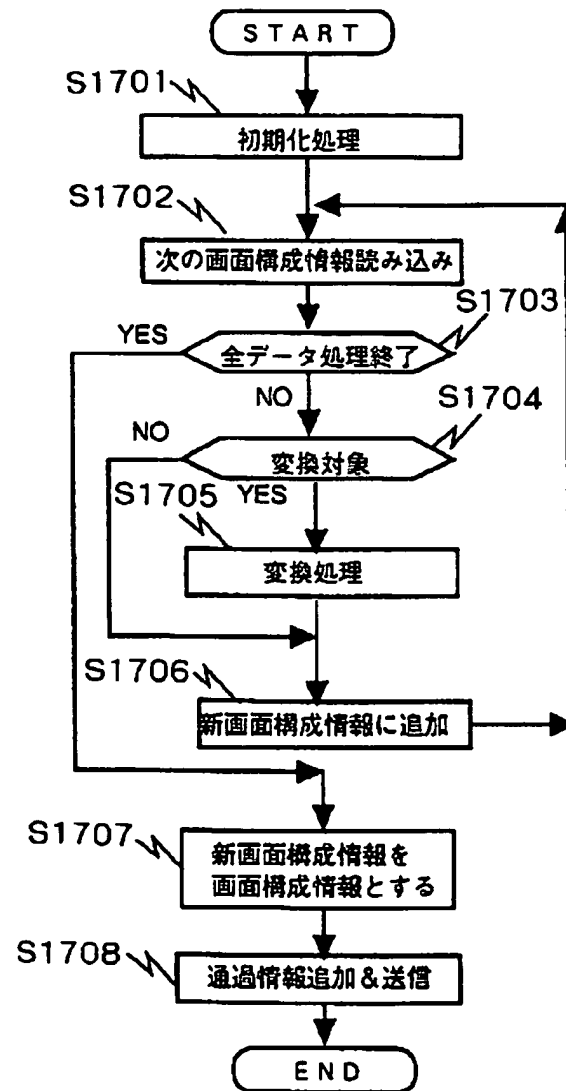 START
S1701
初期化処理
S1702
次の画面構成情報読み込み
S1703
YES
全データ処理終了
NO
S1704
NO
変換対象
S1705
YES
変換処理
S1706
新画面構成情報に追加
S1707
新画面構成情報を
画面構成情報とする
S1708
通過情報追加&送信
END